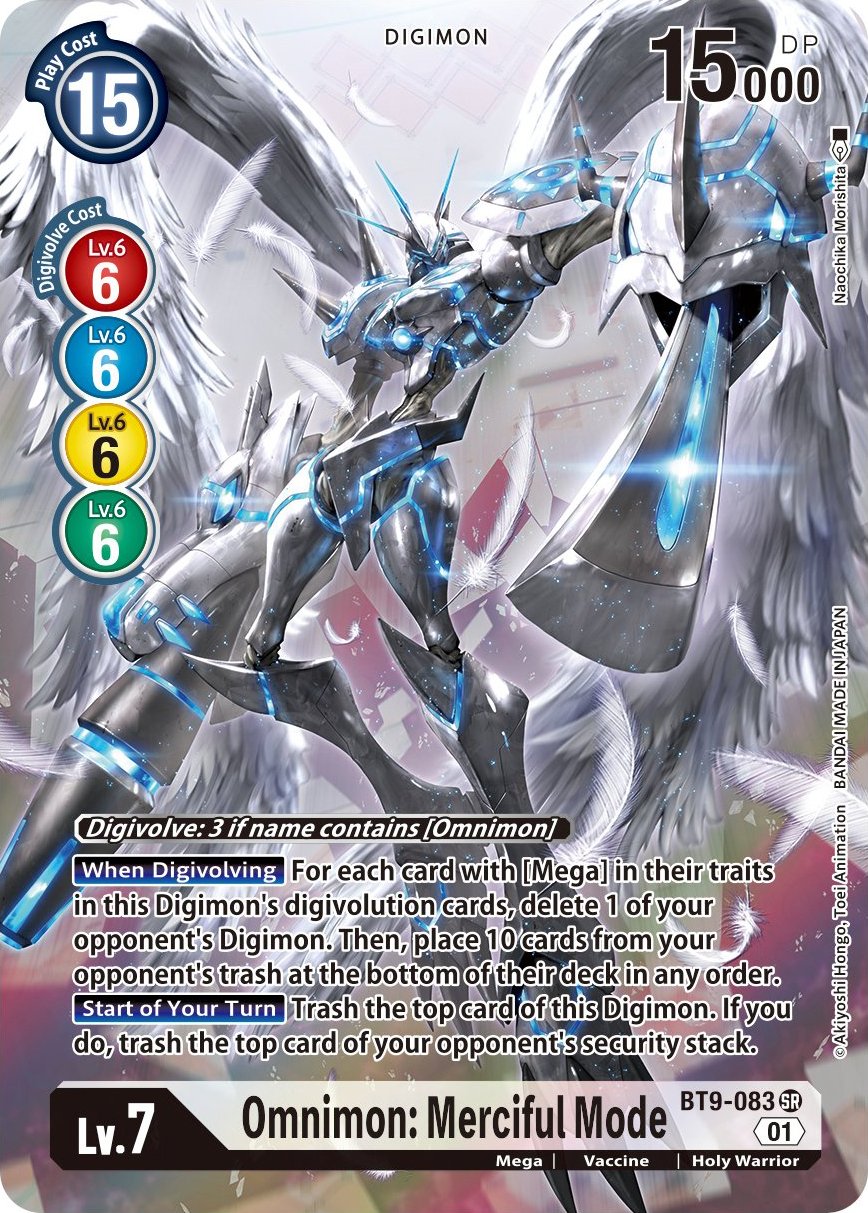 DIGIMON
Play Cost
15
15000
DP
Digivolve Cost
Lv.6
6
Lv.6
6
Lv.6
6
Lv.6
6
Naochika Morishita
©Akiyoshi Hongo, Toei Animation BANDAI MADE IN JAPAN
Digivolve: 3 if name contains [Omnimon]
When Digivolving For each card with [Mega] in their traits
in this Digimon's digivolution cards, delete 1 of your
opponent's Digimon. Then, place 10 cards from your
opponent's trash at the bottom of their deck in any order.
Start of Your Turn Trash the top card of this Digimon. If you
do, trash the top card of your opponent's security stack.
Lv.7
Omnimon: Merciful Mode
BT9-083 SR
01
Mega | Vaccine | Holy Warrior